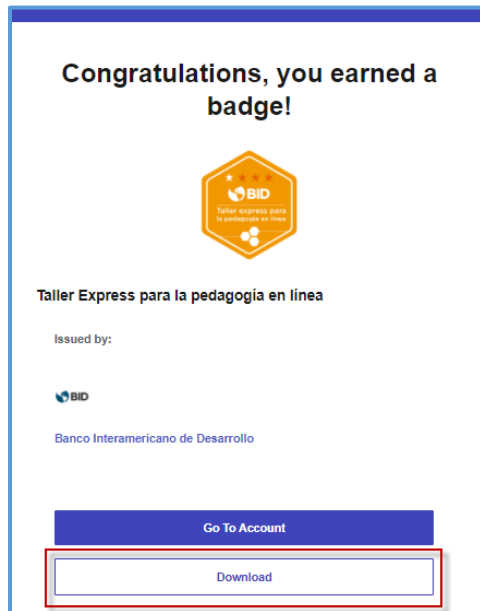 Congratulations, you earned a
badge!
BID
Taller express para
la pedagogía en línea
Taller Express para la pedagogía en línea
Issued by:
BID
Banco Interamericano de Desarrollo
Go To Account
Download